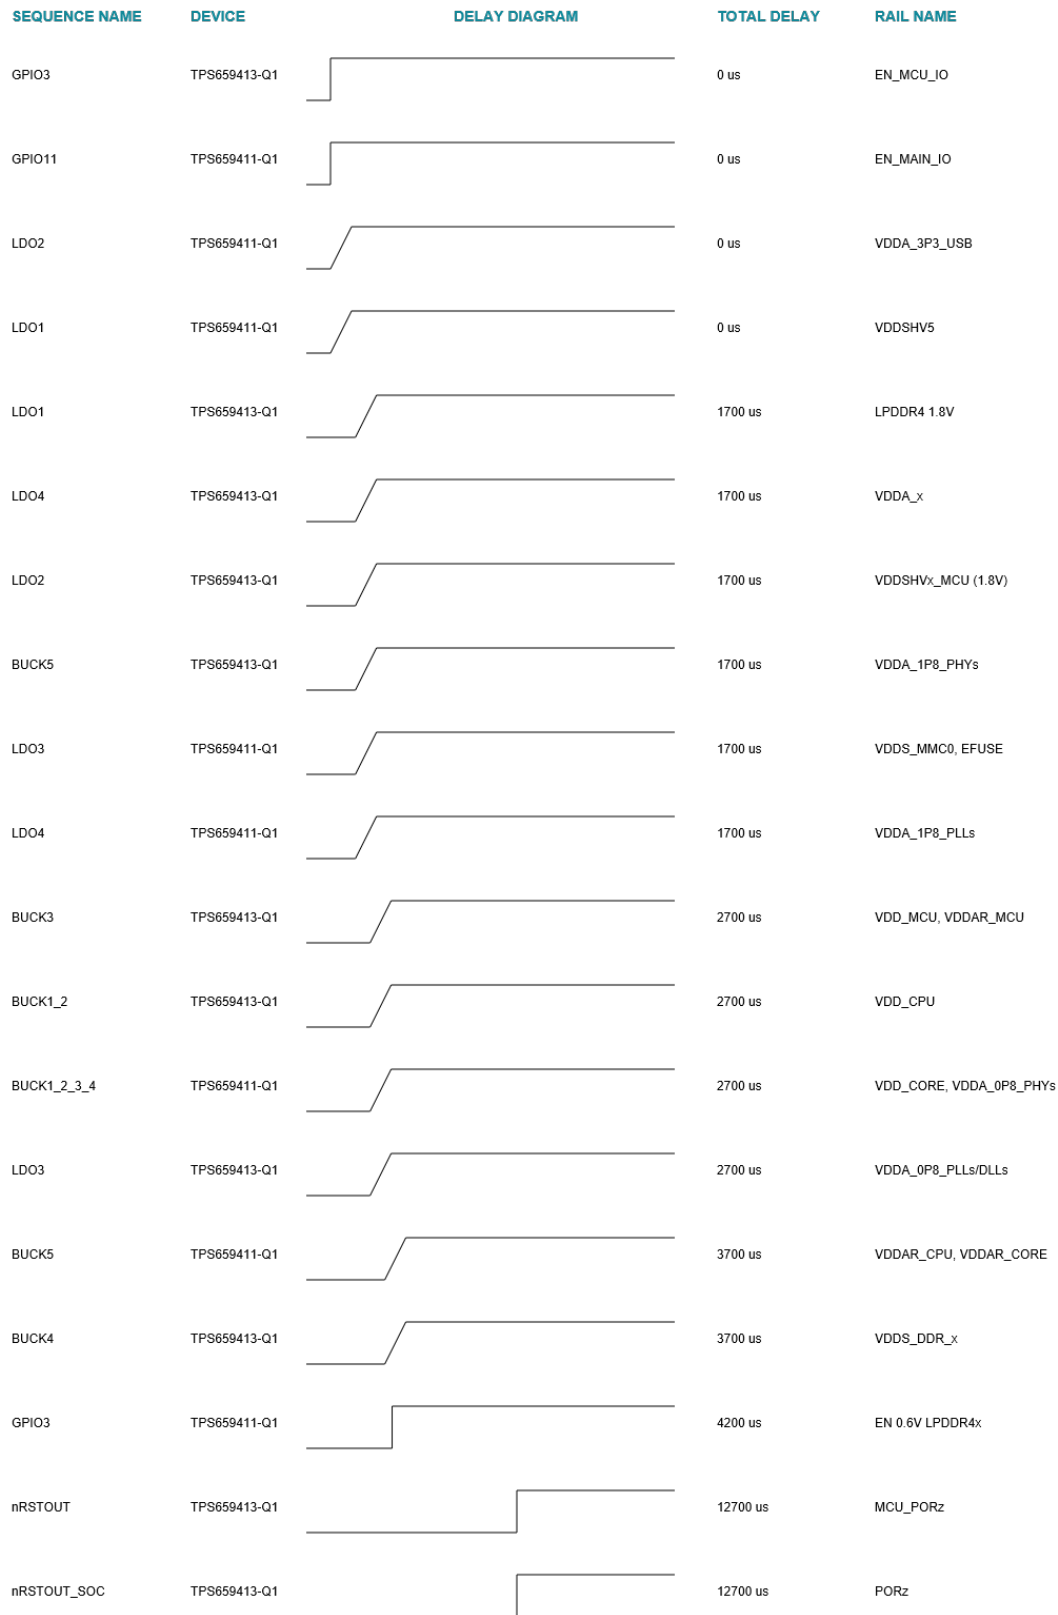 SEQUENCE NAME DEVICE DELAY DIAGRAM TOTAL DELAY RAIL NAME
GPIO3 TPS659413-Q1 0 us EN_MCU_IO
GPIO11 TPS659411-Q1 0 us EN_MAIN_IO
LDO2 TPS659411-Q1 0 us VDDA_3P3_USB
LDO1 TPS659411-Q1 0 us VDDSHV5
LDO1 TPS659413-Q1 1700 us LPDDR4 1.8V
LDO4 TPS659413-Q1 1700 us VDDA_x
LDO2 TPS659413-Q1 1700 us VDDSHVx_MCU (1.8V)
BUCK5 TPS659413-Q1 1700 us VDDA_1P8_PHYs
LDO3 TPS659411-Q1 1700 us VDDS_MMC0, EFUSE
LDO4 TPS659411-Q1 1700 us VDDA_1P8_PLLs
BUCK3 TPS659413-Q1 2700 us VDD_MCU, VDDAR_MCU
BUCK1_2 TPS659413-Q1 2700 us VDD_CPU
BUCK1_2_3_4 TPS659411-Q1 2700 us VDD_CORE, VDDA_0P8_PHYs
LDO3 TPS659413-Q1 2700 us VDDA_0P8_PLLs/DLLs
BUCK5 TPS659411-Q1 3700 us VDDAR_CPU, VDDAR_CORE
BUCK4 TPS659413-Q1 3700 us VDDS_DDR_x
GPIO3 TPS659411-Q1 4200 us EN 0.6V LPDDR4x
nRSTOUT TPS659413-Q1 12700 us MCU_PORz
nRSTOUT_SOC TPS659413-Q1 12700 us PORz